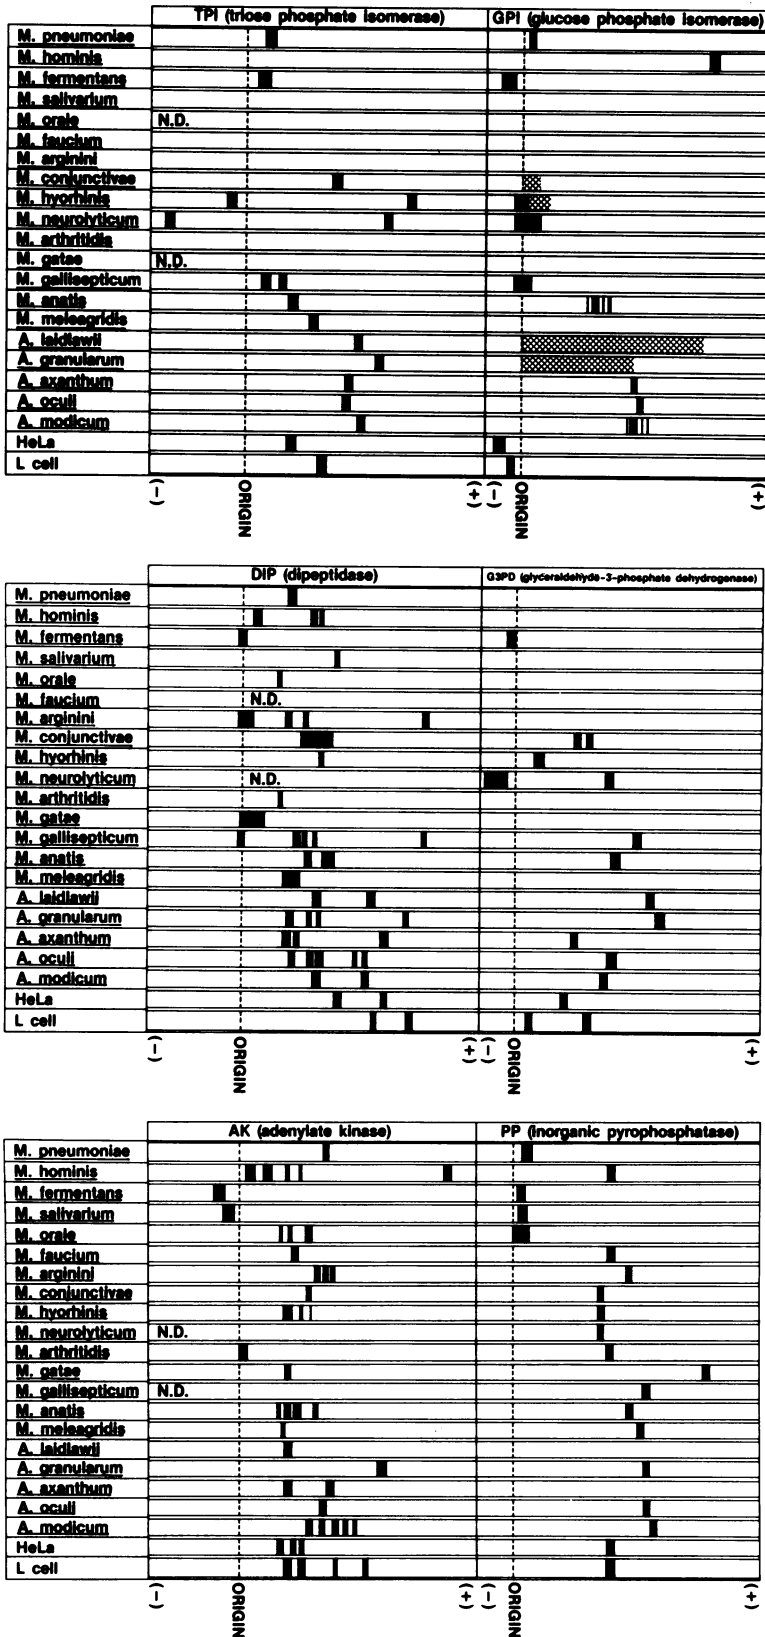 TPI (triose phosphate isomerase) GPI (glucose phosphate isomerase)
M. pneumoniae
M. hominis
M. fermentans
M. salivarium
M. orale N.D.
M. faucium
M. arginini
M. conjunctivae
M. hyorhinis
M. neurolyticum
M. arthritidis
M. gatae N.D.
M. gallisepticum
M. anatis
M. meleagridis
A. laidlawii
A. granularum
A. axanthum
A. oculi
A. modicum
HeLa
L cell
(-) ORIGIN (+) (-) ORIGIN (+)
DIP (dipeptidase) G3PD (glyceraldehyde-3-phosphate dehydrogenase)
M. pneumoniae
M. hominis
M. fermentans
M. salivarium
M. orale
M. faucium N.D.
M. arginini
M. conjunctivae
M. hyorhinis
M. neurolyticum N.D.
M. arthritidis
M. gatae
M. gallisepticum
M. anatis
M. meleagridis
A. laidlawii
A. granularum
A. axanthum
A. oculi
A. modicum
HeLa
L cell
(-) ORIGIN (+) (-) ORIGIN (+)
AK (adenylate kinase) PP (inorganic pyrophosphatase)
M. pneumoniae
M. hominis
M. fermentans
M. salivarium
M. orale
M. faucium
M. arginini
M. conjunctivae
M. hyorhinis
M. neurolyticum N.D.
M. arthritidis
M. gatae
M. gallisepticum N.D.
M. anatis
M. meleagridis
A. laidlawii
A. granularum
A. axanthum
A. oculi
A. modicum
HeLa
L cell
(-) ORIGIN (+) (-) ORIGIN (+)